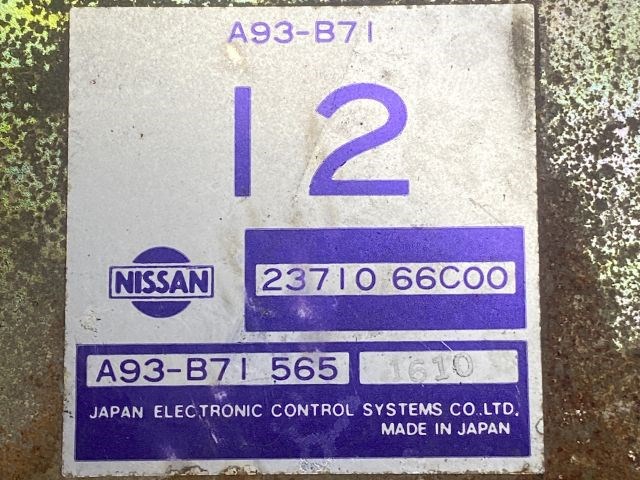 A93-B71
12
NISSAN
23710 66C00
A93-B71 565 1610
JAPAN ELECTRONIC CONTROL SYSTEMS CO.LTD.
MADE IN JAPAN